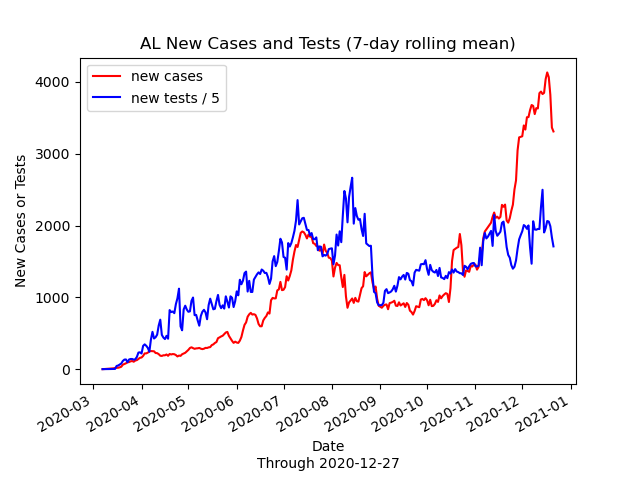 AL New Cases and Tests (7-day rolling mean)
new cases
new tests / 5
New Cases or Tests
4000
3000
2000
1000
0
2020-03
2020-04
2020-05
2020-06
2020-07
2020-08
2020-09
2020-10
2020-11
2020-12
2021-01
Date
Through 2020-12-27